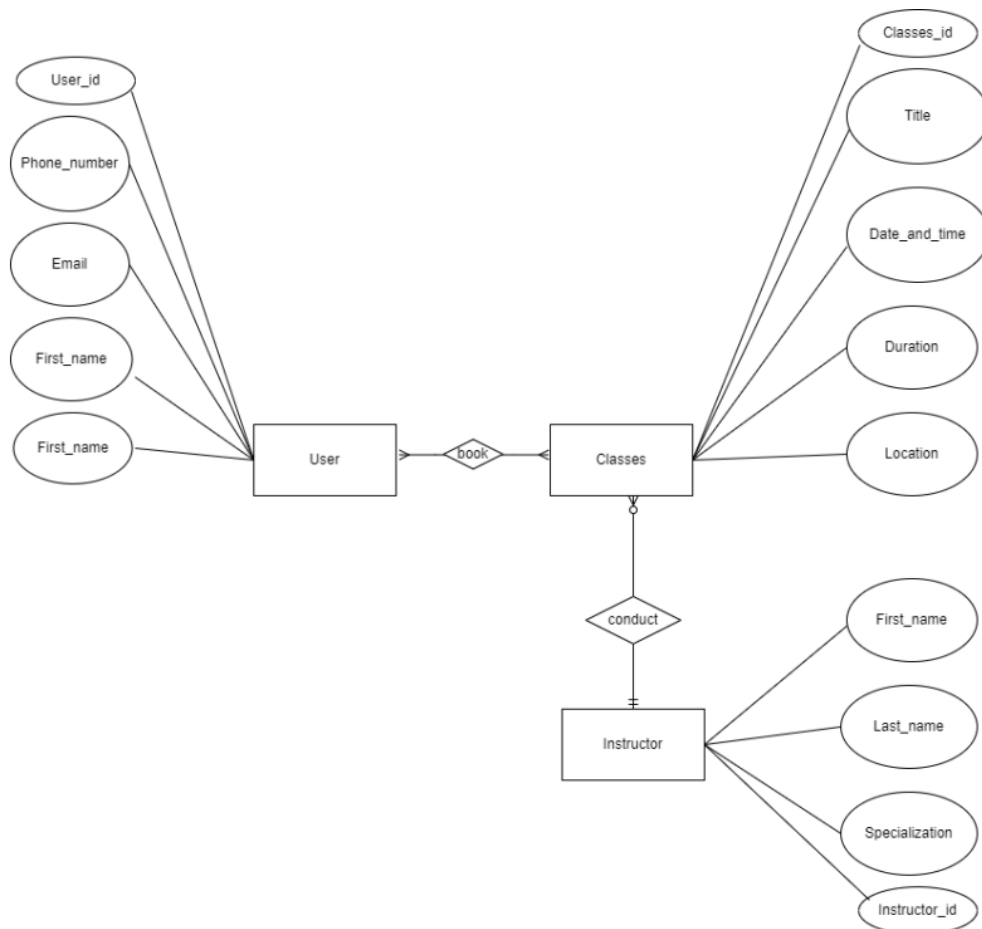 Classes_id
User_id
Title
Phone_number
Date_and_time
Email
First_name
Duration
First_name
User
book
Classes
Location
conduct
First_name
Last_name
Instructor
Specialization
Instructor_id